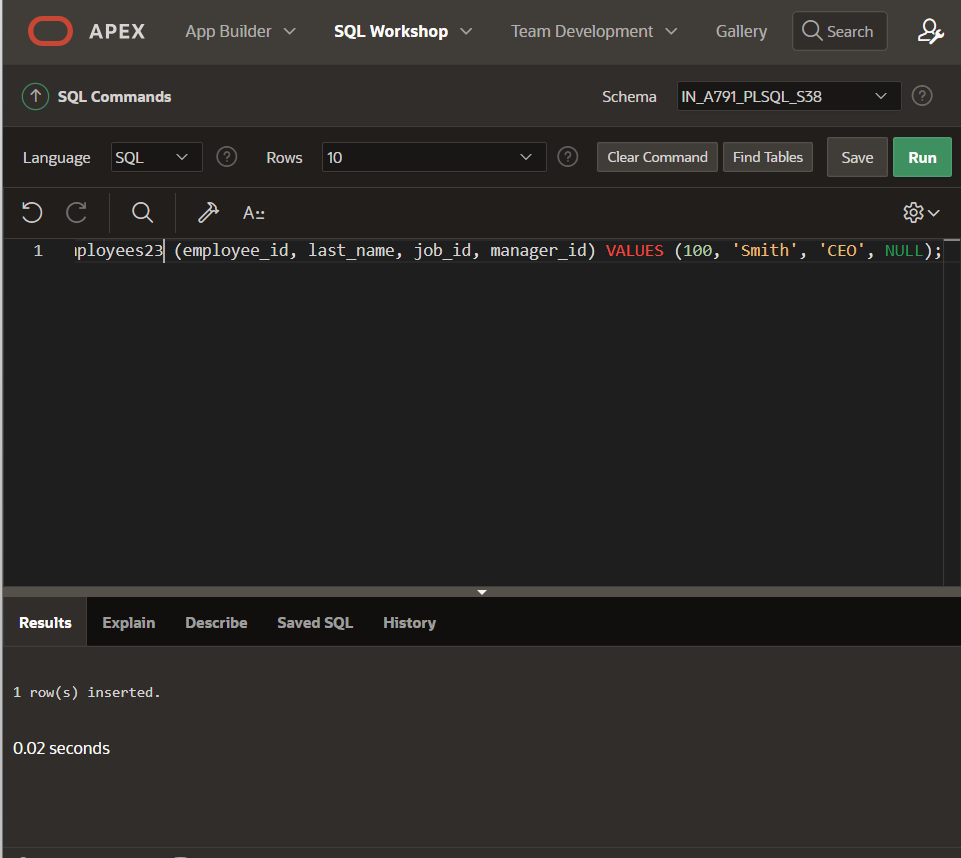 APEX App Builder SQL Workshop Team Development Gallery Search
SQL Commands Schema IN_A791_PLSQL_S38 ?
Language SQL ? Rows 10 ? Clear Command Find Tables Save Run
A::
1 ployees23 (employee_id, last_name, job_id, manager_id) VALUES (100, 'Smith', 'CEO', NULL);
Results Explain Describe Saved SQL History
1 row(s) inserted.
0.02 seconds